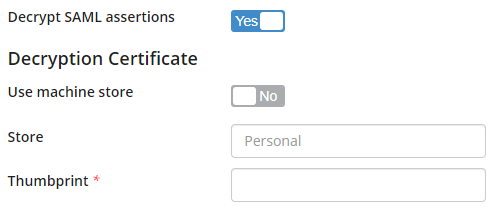 Decrypt SAML assertions Yes
Decryption Certificate
Use machine store No
Store Personal
Thumbprint *